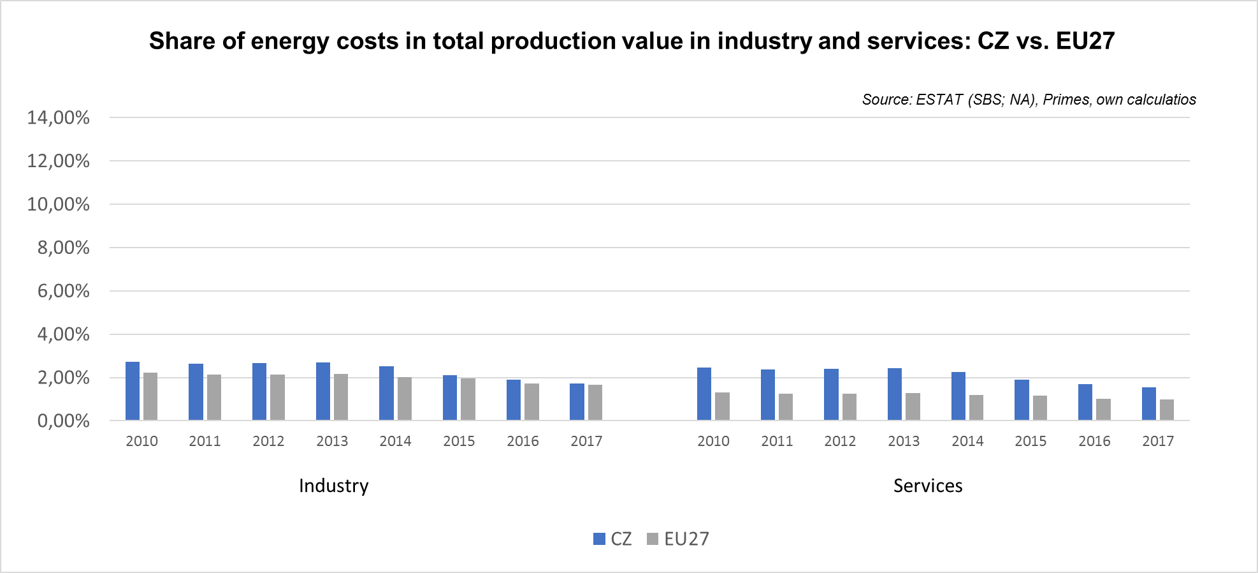 Share of energy costs in total production value in industry and services: CZ vs. EU27
Source: ESTAT (SBS; NA), Primes, own calculatios
14,00%
12,00%
10,00%
8,00%
6,00%
4,00%
2,00%
0,00%
2010 2011 2012 2013 2014 2015 2016 2017 2010 2011 2012 2013 2014 2015 2016 2017
Industry Services
CZ EU27